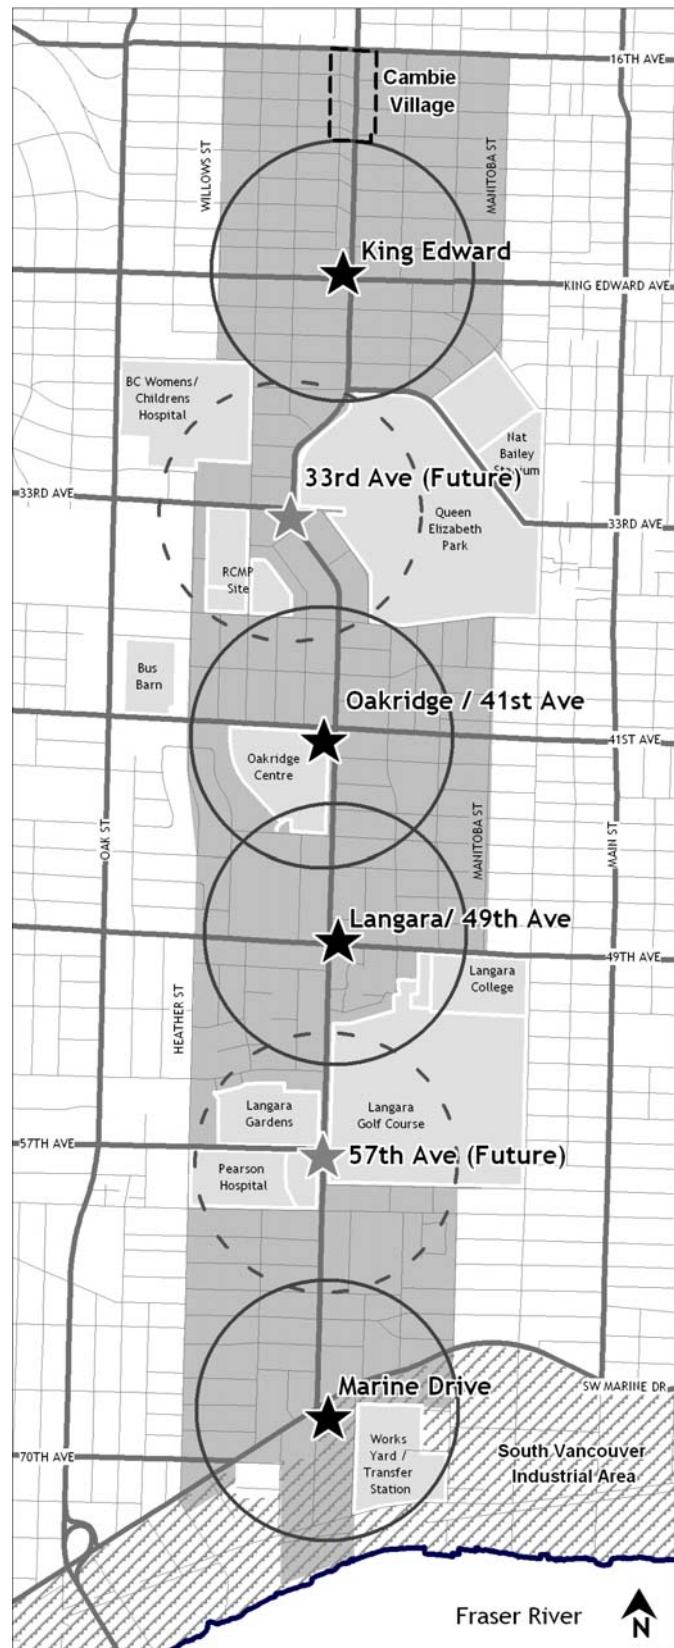 16TH AVE
Cambie
Village
WILLOWS ST
MANITOBA ST
King Edward
KING EDWARD AVE
BC Womens/
Childrens
Hospital
Nat
Bailey
Stadium
33rd Ave (Future)
33RD AVE
Queen
Elizabeth
Park
33RD AVE
RCMP
Site
Bus
Barn
Oakridge / 41st Ave
41ST AVE
Oakridge
Centre
OAK ST
MANITOBA ST
MAIN ST
Langara/ 49th Ave
49TH AVE
Langara
College
HEATHER ST
Langara
Gardens
Langara
Golf Course
57TH AVE
57th Ave (Future)
Pearson
Hospital
Marine Drive
SW MARINE DR
70TH AVE
Works
Yard /
Transfer
Station
South Vancouver
Industrial Area
Fraser River
N